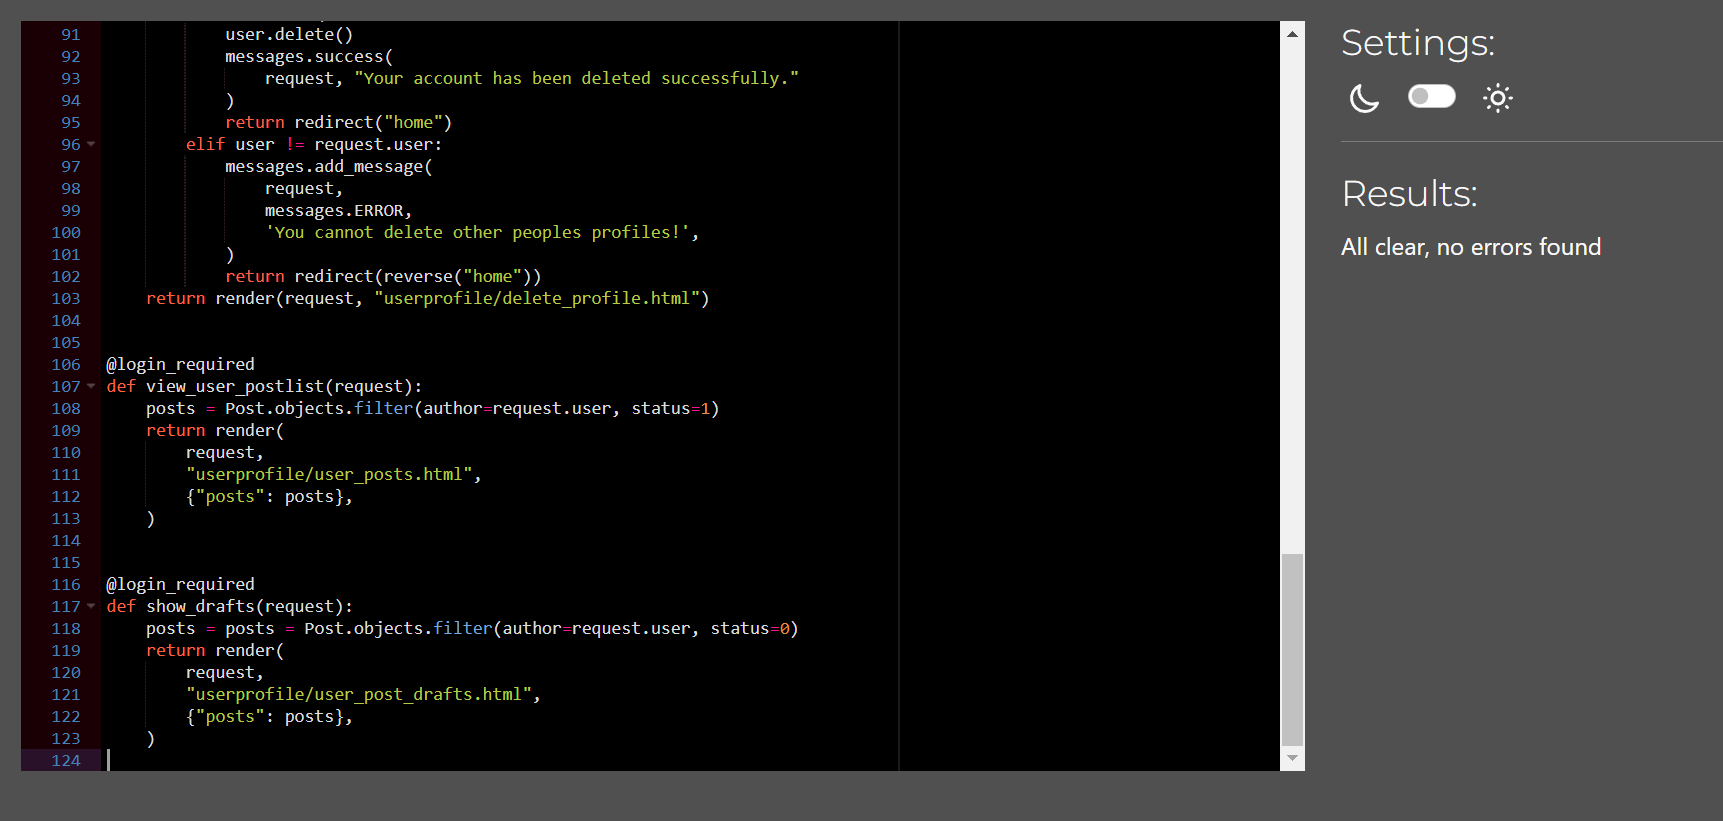 91 user.delete()
92 messages.success(
93 request, "Your account has been deleted successfully."
94 )
95 return redirect("home")
96 elif user != request.user:
97 messages.add_message(
98 request,
99 messages.ERROR,
100 'You cannot delete other peoples profiles!',
101 )
102 return redirect(reverse("home"))
103 return render(request, "userprofile/delete_profile.html")
104
105
106 @login_required
107 def view_user_postlist(request):
108 posts = Post.objects.filter(author=request.user, status=1)
109 return render(
110 request,
111 "userprofile/user_posts.html",
112 {"posts": posts},
113 )
114
115
116 @login_required
117 def show_drafts(request):
118 posts = posts = Post.objects.filter(author=request.user, status=0)
119 return render(
120 request,
121 "userprofile/user_post_drafts.html",
122 {"posts": posts},
123 )
124
Settings:
Results:
All clear, no errors found